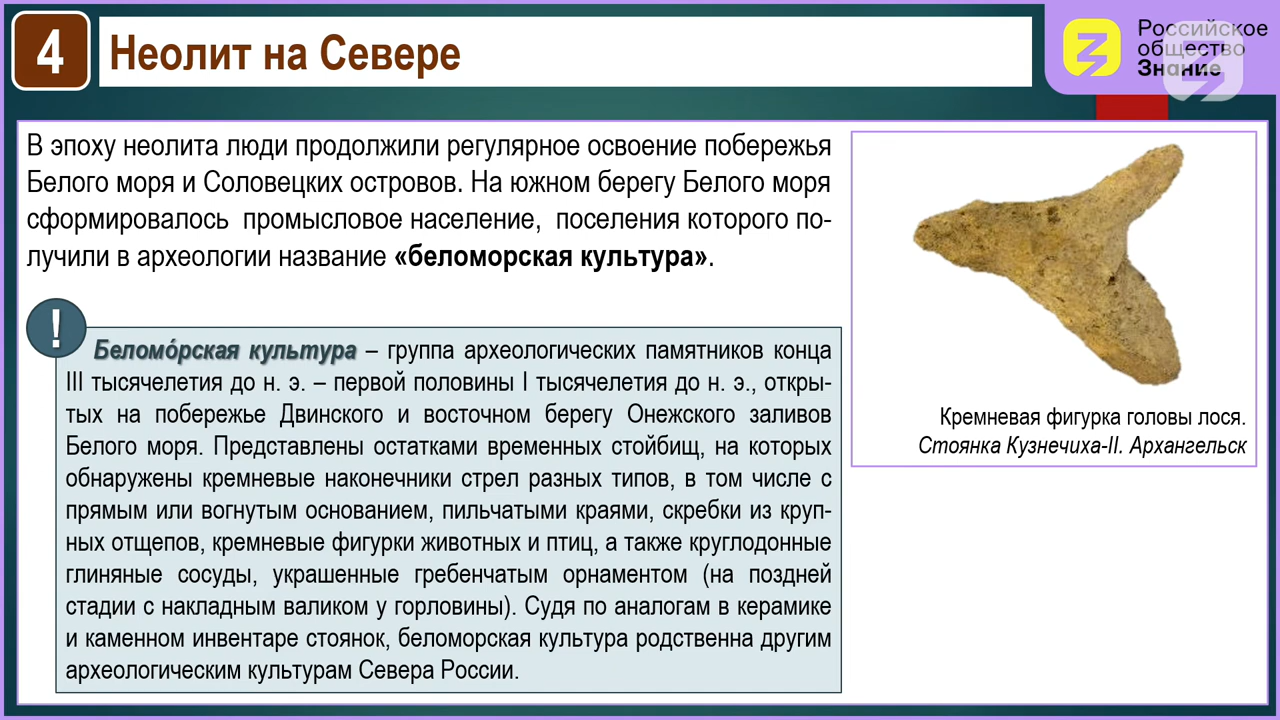 4
Неолит на Севере
Российское
общество
Знание
В эпоху неолита люди продолжили регулярное освоение побережья
Белого моря и Соловецких островов. На южном берегу Белого моря
сформировалось промысловое население, поселения которого по-
лучили в археологии название «беломорская культура».
!
Беломо́рская культура – группа археологических памятников конца
III тысячелетия до н. э. – первой половины I тысячелетия до н. э., откры-
тых на побережье Двинского и восточном берегу Онежского заливов
Белого моря. Представлены остатками временных стойбищ, на которых
обнаружены кремневые наконечники стрел разных типов, в том числе с
прямым или вогнутым основанием, пильчатыми краями, скребки из круп-
ных отщепов, кремневые фигурки животных и птиц, а также круглодонные
глиняные сосуды, украшенные гребенчатым орнаментом (на поздней
стадии с накладным валиком у горловины). Судя по аналогам в керамике
и каменном инвентаре стоянок, беломорская культура родственна другим
археологическим культурам Севера России.
Кремневая фигурка головы лося.
Стоянка Кузнечиха-II. Архангельск